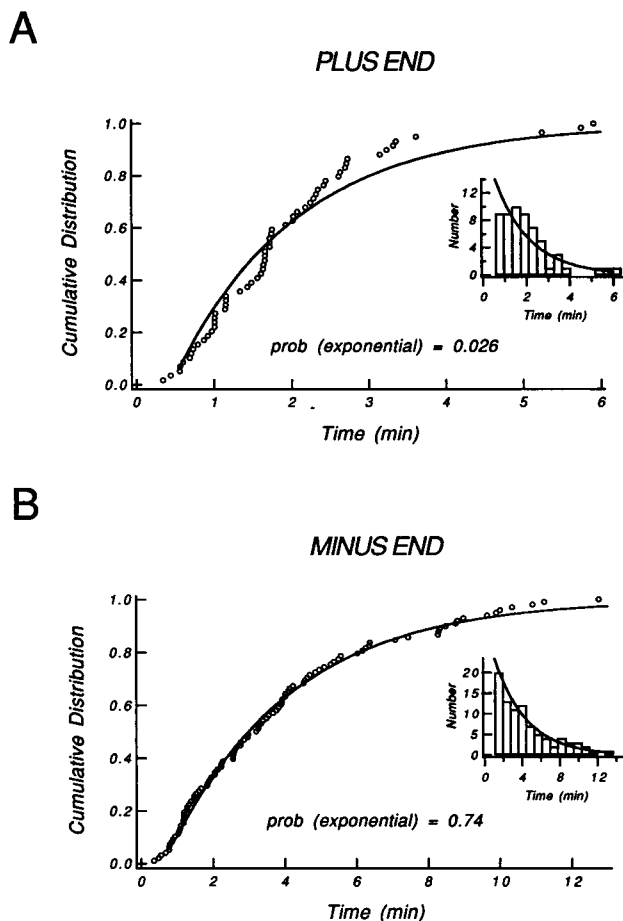 A
PLUS END
Cumulative Distribution
1.0
0.8
0.6
0.4
0.2
0.0
0 1 2 3 4 5 6
Time (min)
prob (exponential) = 0.026
Number
12
8
4
0
0 2 4 6
Time (min)
B
MINUS END
Cumulative Distribution
1.0
0.8
0.6
0.4
0.2
0.0
0 2 4 6 8 10 12
Time (min)
prob (exponential) = 0.74
Number
20
15
10
5
0
0 4 8 12
Time (min)